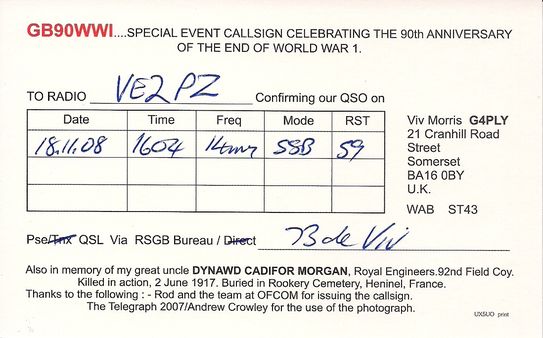 GB90WWI....SPECIAL EVENT CALLSIGN CELEBRATING THE 90th ANNIVERSARY
OF THE END OF WORLD WAR 1.
TO RADIO VE2PZ Confirming our QSO on
Date Time Freq Mode RST
18.11.08 1604 14mhz SSB 59
Viv Morris G4PLY
21 Cranhill Road
Street
Somerset
BA16 0BY
U.K.
WAB ST43
Pse/Tnx QSL Via RSGB Bureau / Direct 73 de Viv
Also in memory of my great uncle DYNAWD CADIFOR MORGAN, Royal Engineers.92nd Field Coy.
Killed in action, 2 June 1917. Buried in Rookery Cemetery, Heninel, France.
Thanks to the following : - Rod and the team at OFCOM for issuing the callsign.
The Telegraph 2007/Andrew Crowley for the use of the photograph.
UX5UO print